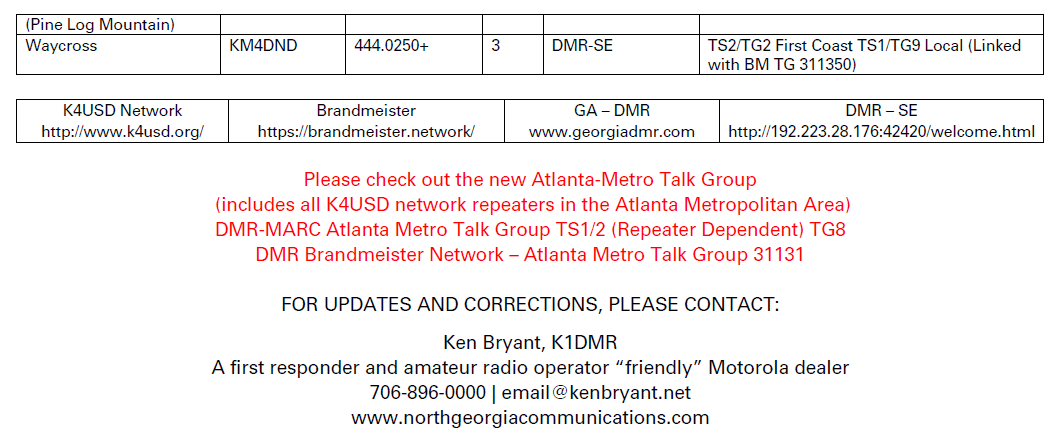 (Pine Log Mountain)
Waycross KM4DND 444.0250+ 3 DMR-SE TS2/TG2 First Coast TS1/TG9 Local (Linked
with BM TG 311350)
K4USD Network Brandmeister GA – DMR DMR – SE
http://www.k4usd.org/ https://brandmeister.network/ www.georgiadmr.com http://192.223.28.176:42420/welcome.html
Please check out the new Atlanta-Metro Talk Group
(includes all K4USD network repeaters in the Atlanta Metropolitan Area)
DMR-MARC Atlanta Metro Talk Group TS1/2 (Repeater Dependent) TG8
DMR Brandmeister Network – Atlanta Metro Talk Group 31131
FOR UPDATES AND CORRECTIONS, PLEASE CONTACT:
Ken Bryant, K1DMR
A first responder and amateur radio operator “friendly” Motorola dealer
706-896-0000 | email@kenbryant.net
www.northgeorgiacommunications.com